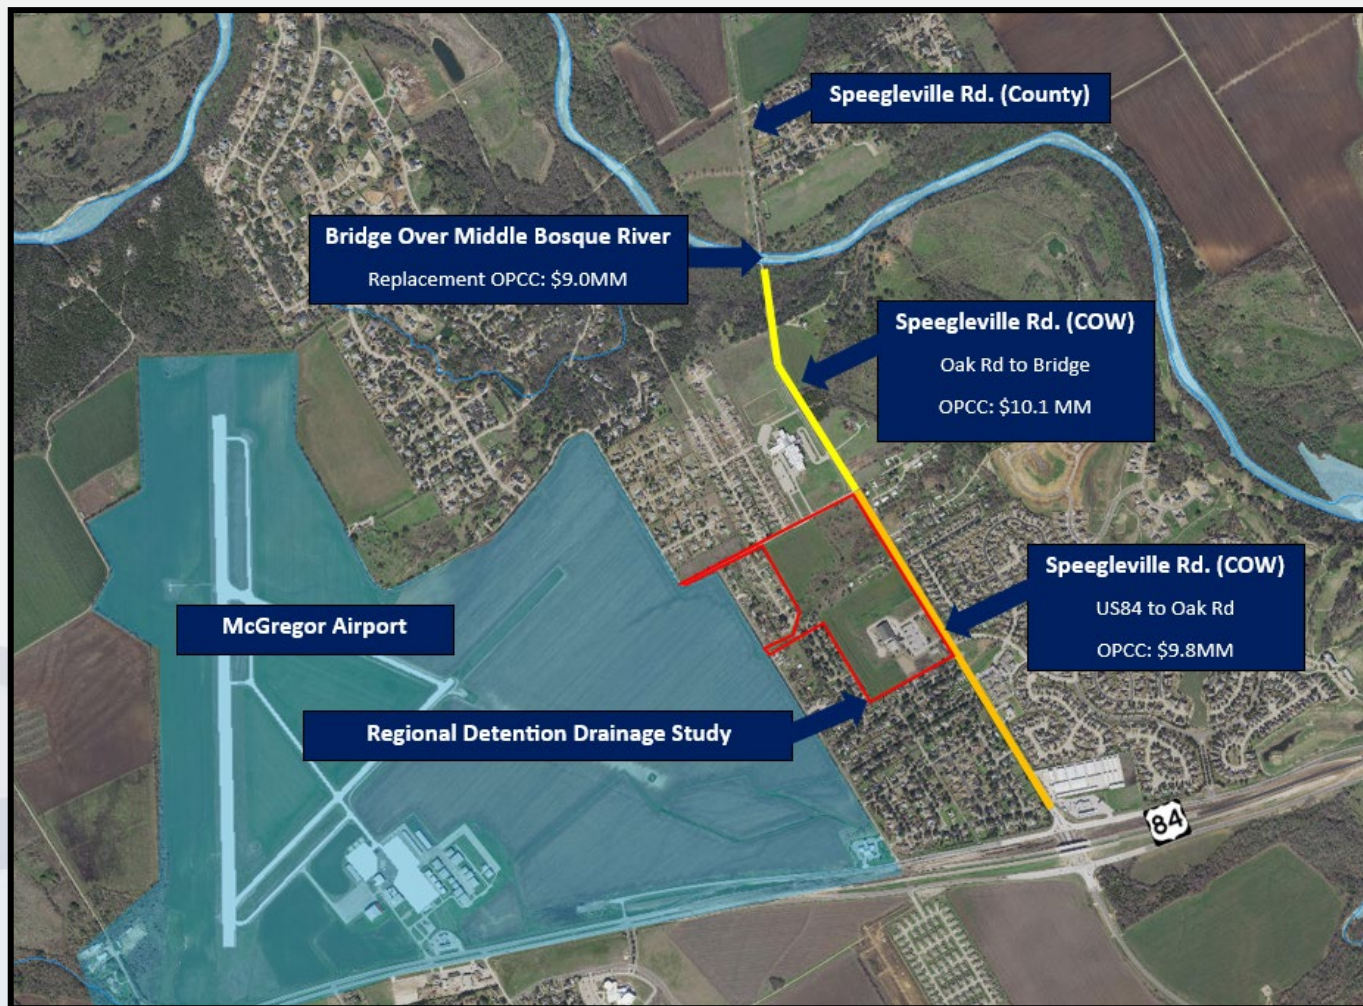 Speegleville Rd. (County)
Bridge Over Middle Bosque River
Replacement OPCC: $9.0MM
Speegleville Rd. (COW)
Oak Rd to Bridge
OPCC: $10.1 MM
Speegleville Rd. (COW)
US84 to Oak Rd
OPCC: $9.8MM
McGregor Airport
Regional Detention Drainage Study
84